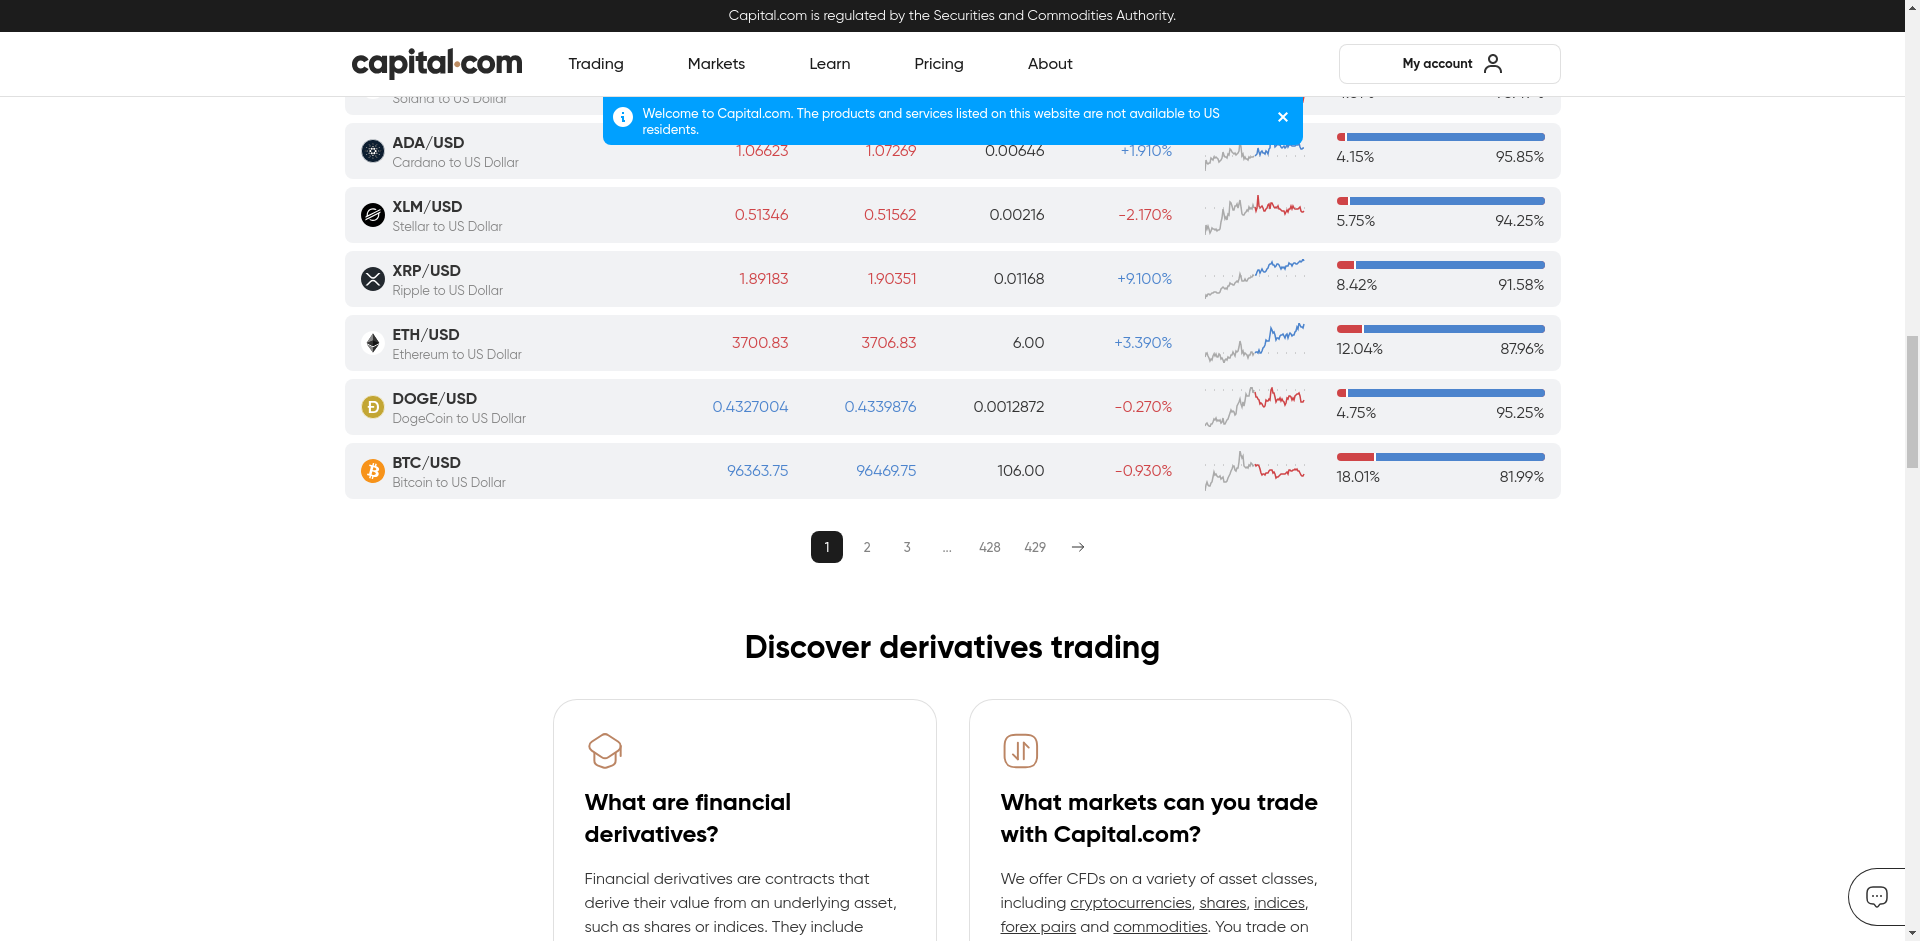 Capital.com is regulated by the Securities and Commodities Authority.
capital.com
Trading
Markets
Learn
Pricing
About
My account
Solana to US Dollar
Welcome to Capital.com. The products and services listed on this website are not available to US
residents.
ADA/USD
Cardano to US Dollar
1.06623
1.07269
0.00646
+1.910%
4.15%
95.85%
XLM/USD
Stellar to US Dollar
0.51346
0.51562
0.00216
-2.170%
5.75%
94.25%
XRP/USD
Ripple to US Dollar
1.89183
1.90351
0.01168
+9.100%
8.42%
91.58%
ETH/USD
Ethereum to US Dollar
3700.83
3706.83
6.00
+3.390%
12.04%
87.96%
DOGE/USD
DogeCoin to US Dollar
0.4327004
0.4339876
0.0012872
-0.270%
4.75%
95.25%
BTC/USD
Bitcoin to US Dollar
96363.75
96469.75
106.00
-0.930%
18.01%
81.99%
1
2
3
...
428
429
Discover derivatives trading
What are financial
derivatives?
Financial derivatives are contracts that
derive their value from an underlying asset,
such as shares or indices. They include
What markets can you trade
with Capital.com?
We offer CFDs on a variety of asset classes,
including cryptocurrencies, shares, indices,
forex pairs and commodities. You trade on